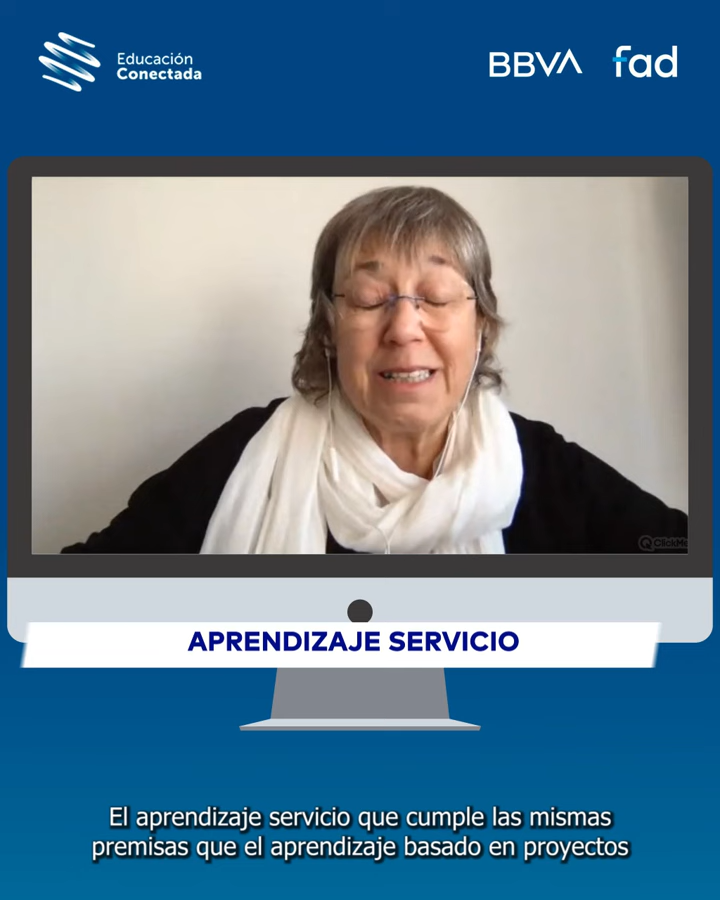 Educación
Conectada
BBVA
fad
APRENDIZAJE SERVICIO
El aprendizaje servicio que cumple las mismas
premisas que el aprendizaje basado en proyectos